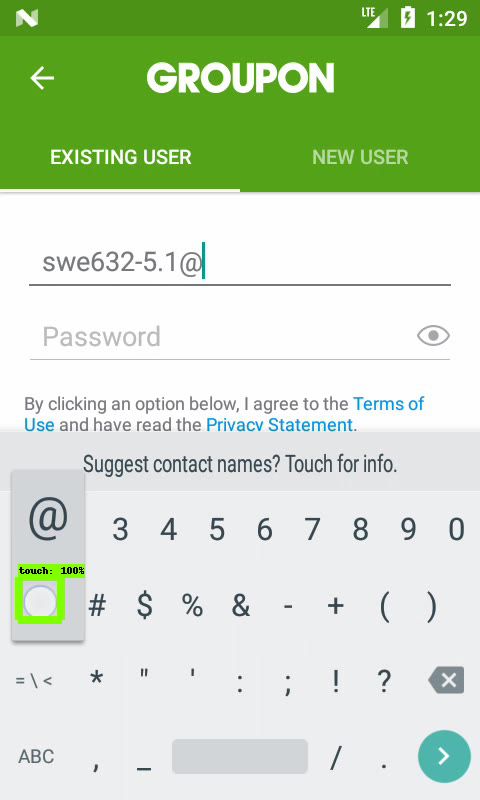 LTE 1:29
GROUPON
EXISTING USER NEW USER
swe632-5.1@
Password
By clicking an option below, I agree to the Terms of
Use and have read the Privacy Statement.
Suggest contact names? Touch for info.
@ 3 4 5 6 7 8 9 0
touch: 100%
# $ % & - + ( )
= \ < * " ' : ; ! ?
ABC , _ / .